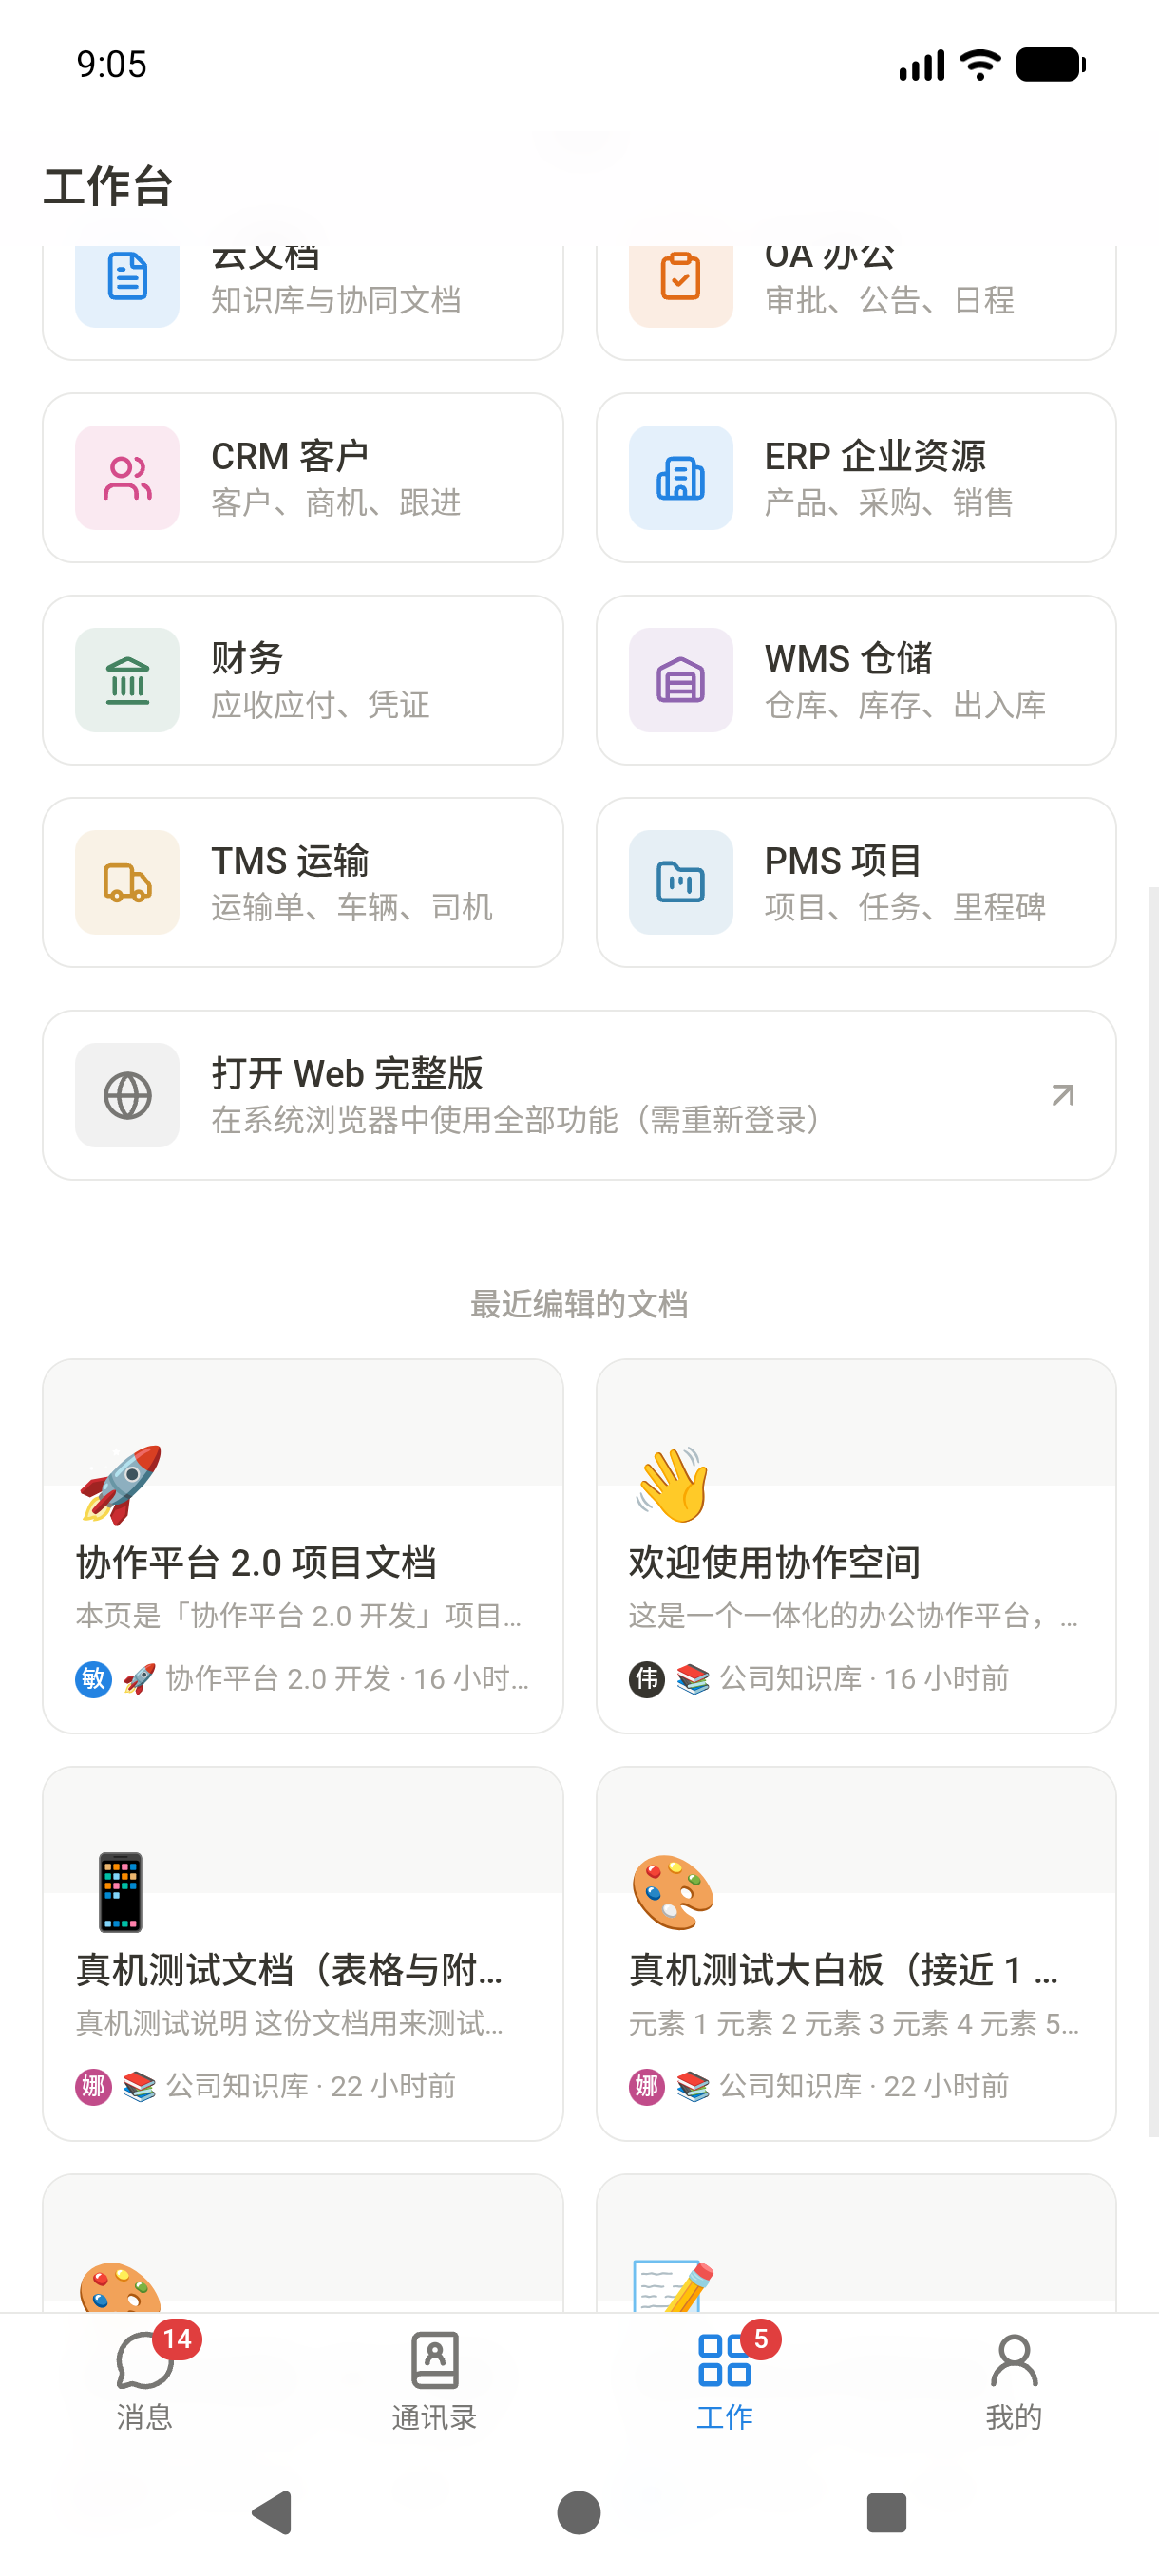 9:05
工作台
云文档
知识库与协同文档
OA 办公
审批、公告、日程
CRM 客户
客户、商机、跟进
ERP 企业资源
产品、采购、销售
财务
应收应付、凭证
WMS 仓储
仓库、库存、出入库
TMS 运输
运输单、车辆、司机
PMS 项目
项目、任务、里程碑
打开 Web 完整版
在系统浏览器中使用全部功能（需重新登录）
最近编辑的文档
协作平台 2.0 项目文档
本页是「协作平台 2.0 开发」项目...
敏 协作平台 2.0 开发 · 16 小时...
欢迎使用协作空间
这是一个一体化的办公协作平台，...
伟 公司知识库 · 16 小时前
真机测试文档（表格与附...
真机测试说明 这份文档用来测试...
娜 公司知识库 · 22 小时前
真机测试大白板（接近 1 ...
元素 1 元素 2 元素 3 元素 4 元素 5...
娜 公司知识库 · 22 小时前
14
5
消息
通讯录
工作
我的